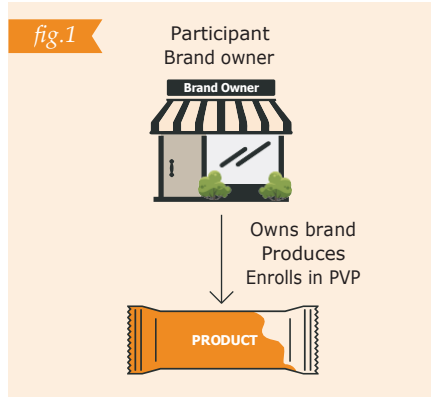 fig.1
Participant
Brand owner
Brand Owner
Owns brand
Produces
Enrolls in PVP
PRODUCT